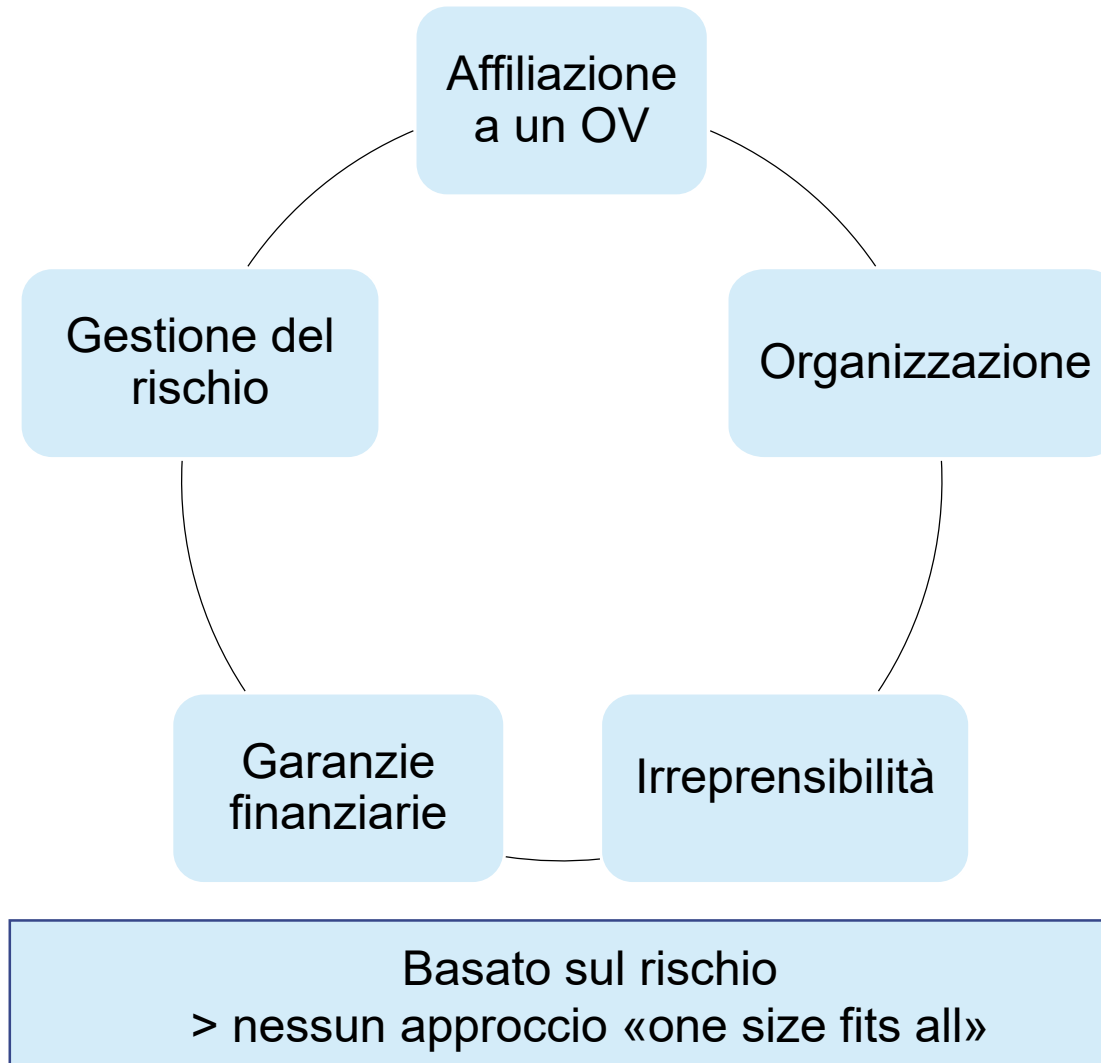 Affiliazione
a un OV
Gestione del
rischio
Organizzazione
Garanzie
finanziarie
Irreprensibilità
Basato sul rischio
> nessun approccio «one size fits all»